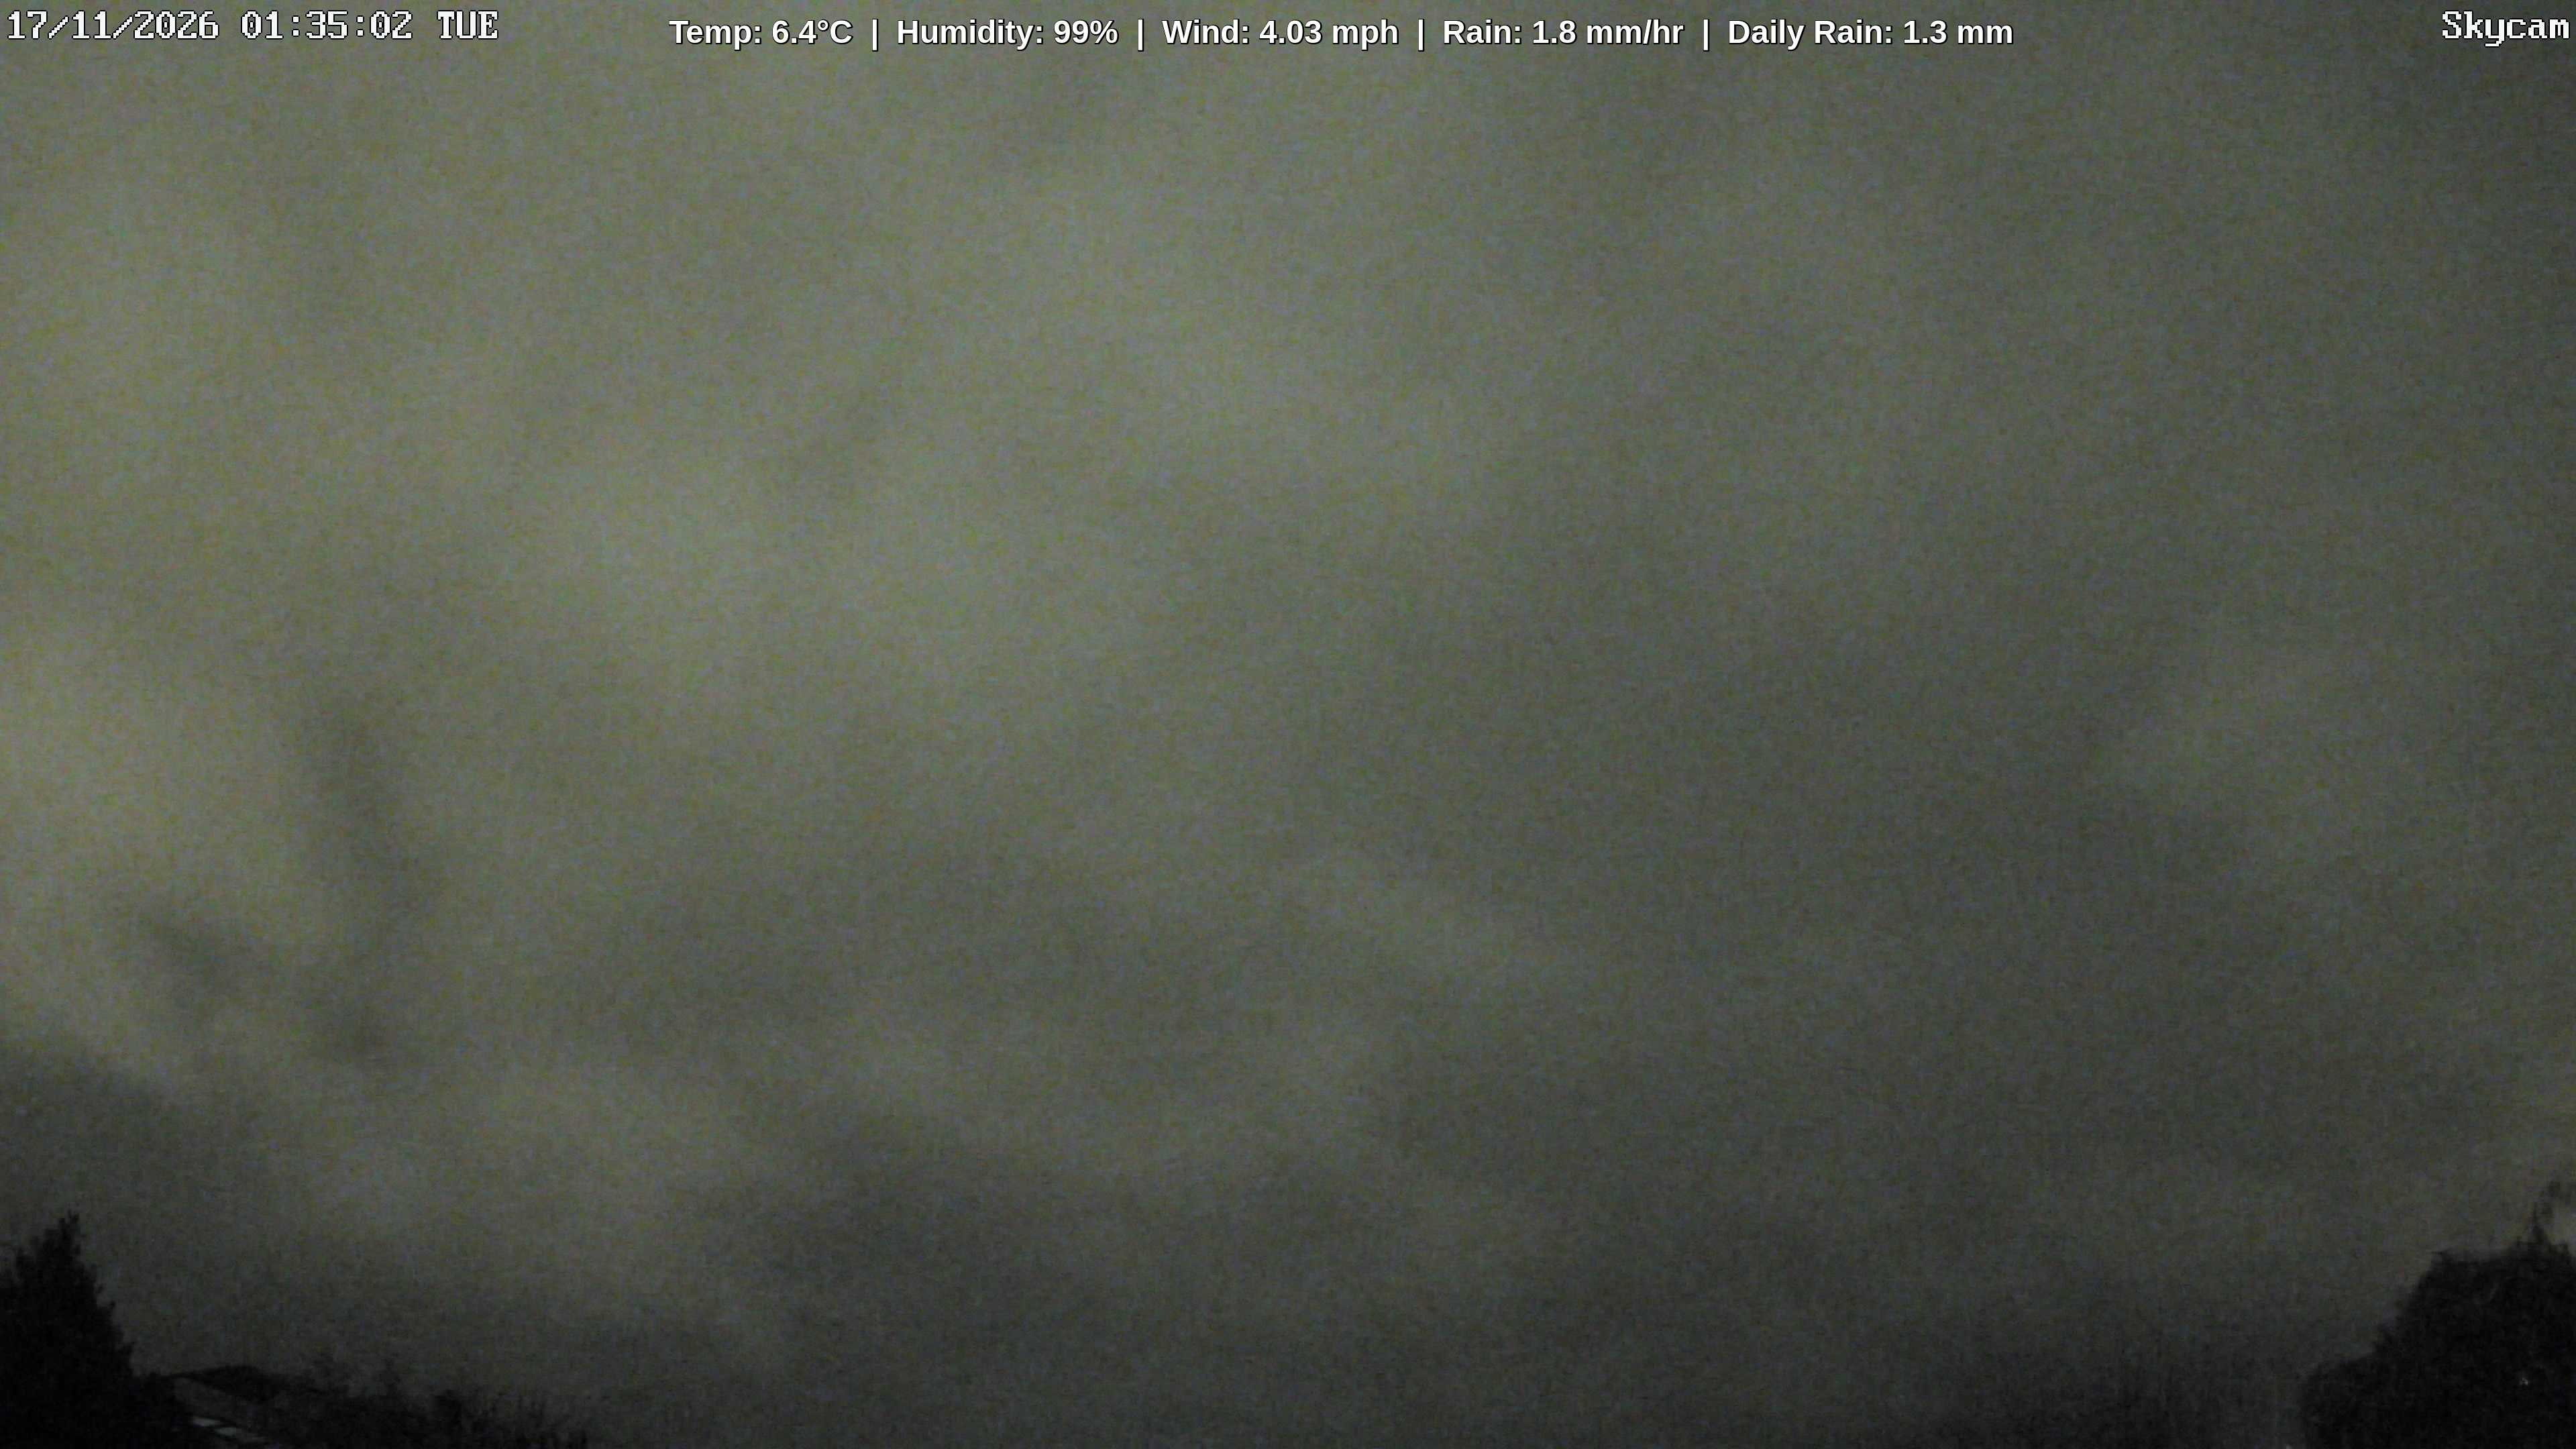 17/11/2026 01:35:02 TUE
Temp: 6.4°C | Humidity: 99% | Wind: 4.03 mph | Rain: 1.8 mm/hr | Daily Rain: 1.3 mm
Skycam